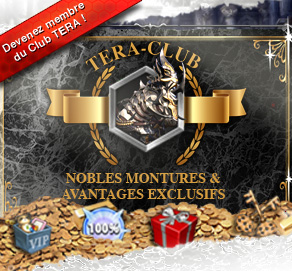 Devenez membre
du Club TERA !
TERA-CLUB
NOBLES MONTURES &
AVANTAGES EXCLUSIFS
VIP
100%